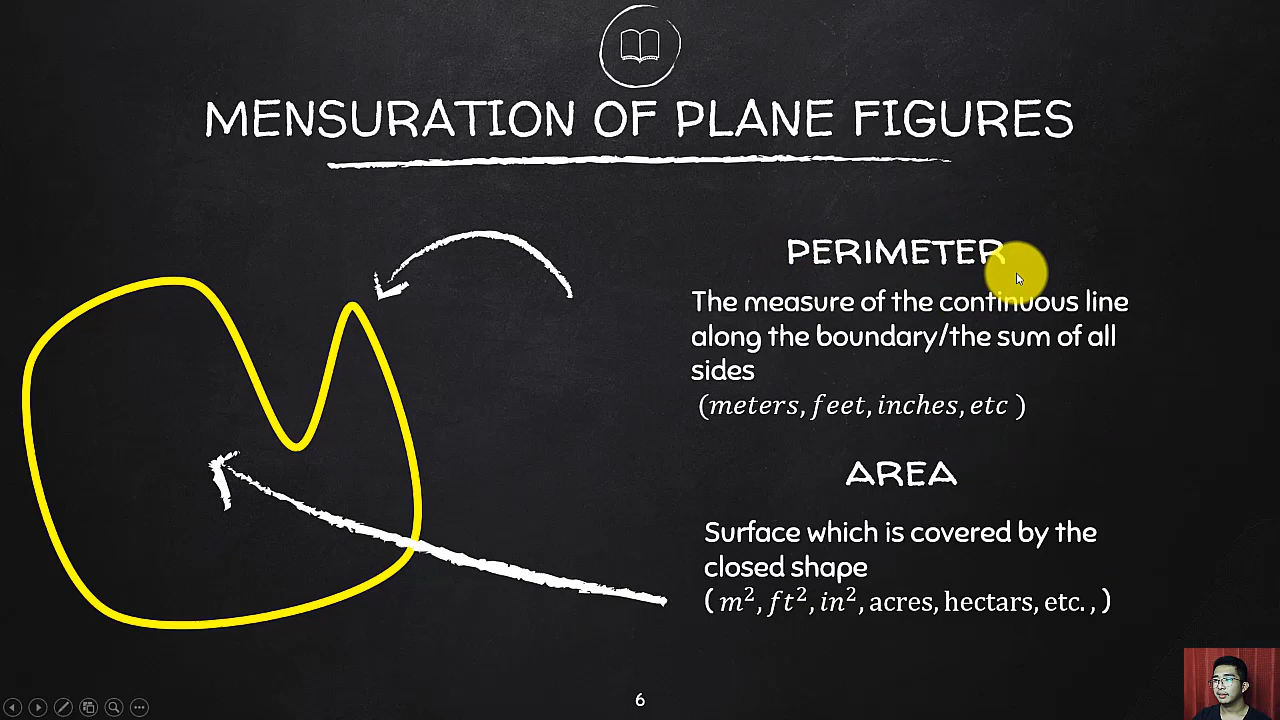 MENSURATION OF PLANE FIGURES
PERIMETER
The measure of the continuous line
along the boundary/the sum of all
sides
(meters, feet, inches, etc )
AREA
Surface which is covered by the
closed shape
( m², ft², in², acres, hectars, etc. , )
6